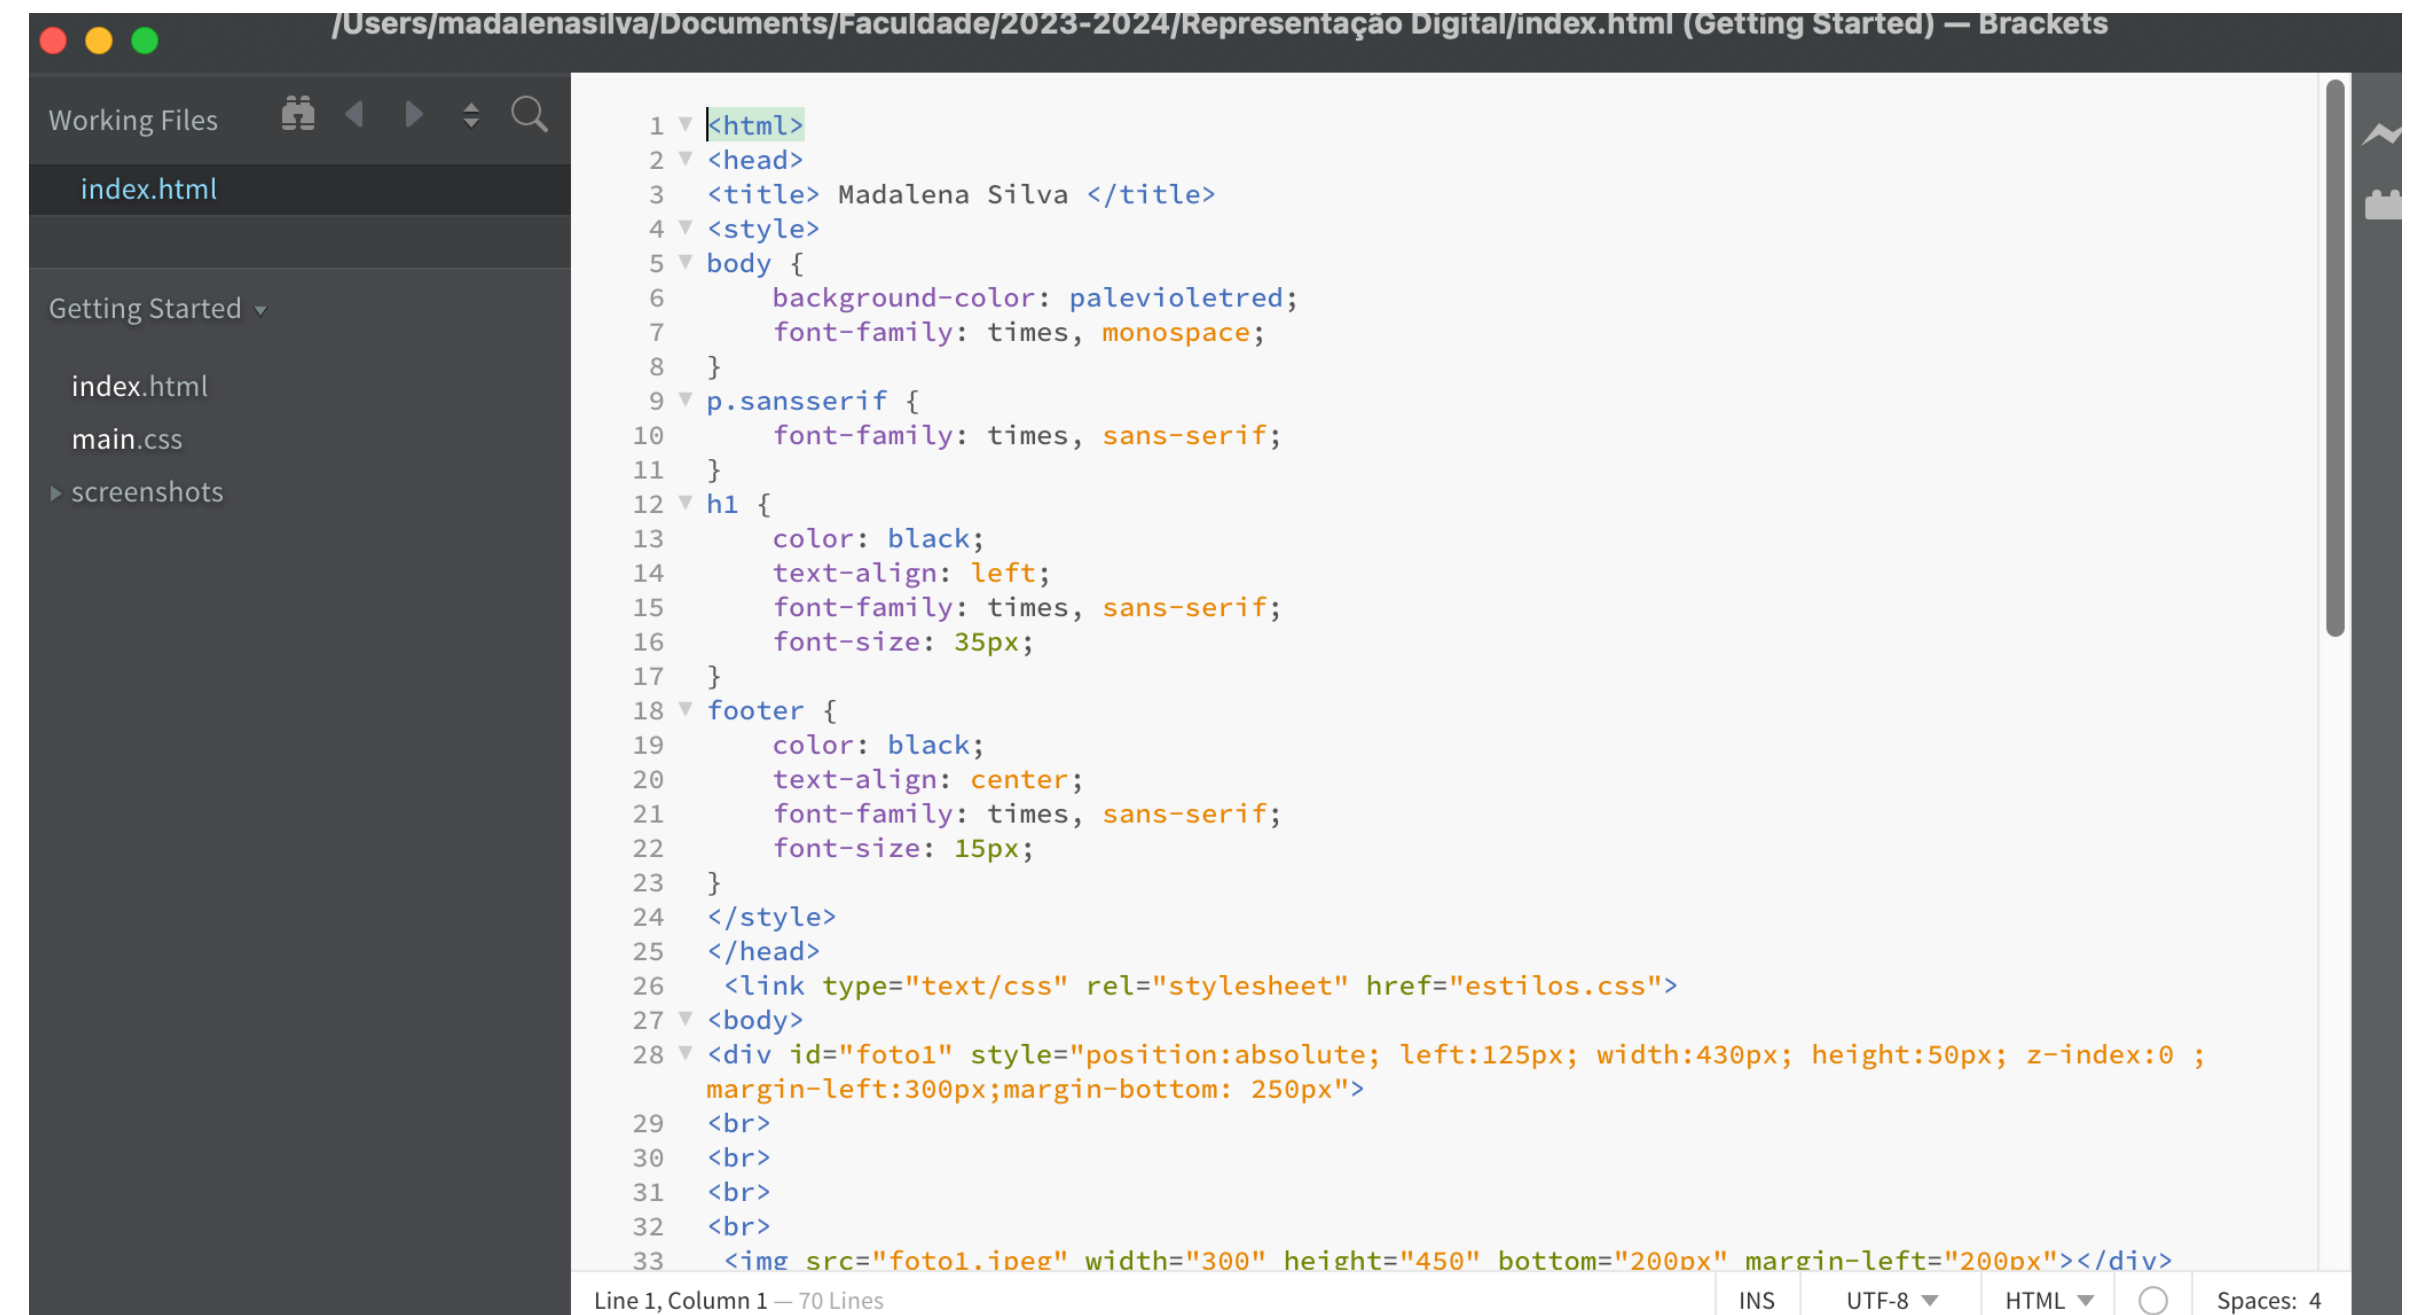 /Users/madalenasilva/Documents/Faculdade/2023-2024/Representação Digital/index.html (Getting Started) — Brackets
Working Files
index.html
Getting Started
index.html
main.css
screenshots
1 <html>
2 <head>
3 <title> Madalena Silva </title>
4 <style>
5 body {
6 background-color: palevioletred;
7 font-family: times, monospace;
8 }
9 p.sansserif {
10 font-family: times, sans-serif;
11 }
12 h1 {
13 color: black;
14 text-align: left;
15 font-family: times, sans-serif;
16 font-size: 35px;
17 }
18 footer {
19 color: black;
20 text-align: center;
21 font-family: times, sans-serif;
22 font-size: 15px;
23 }
24 </style>
25 </head>
26 <link type="text/css" rel="stylesheet" href="estilos.css">
27 <body>
28 <div id="foto1" style="position:absolute; left:125px; width:430px; height:50px; z-index:0 ;
margin-left:300px;margin-bottom: 250px">
29 <br>
30 <br>
31 <br>
32 <br>
33 <img src="foto1.jpeg" width="300" height="450" bottom="200px" margin-left="200px"></div>
Line 1, Column 1 — 70 Lines
INS UTF-8 HTML Spaces: 4